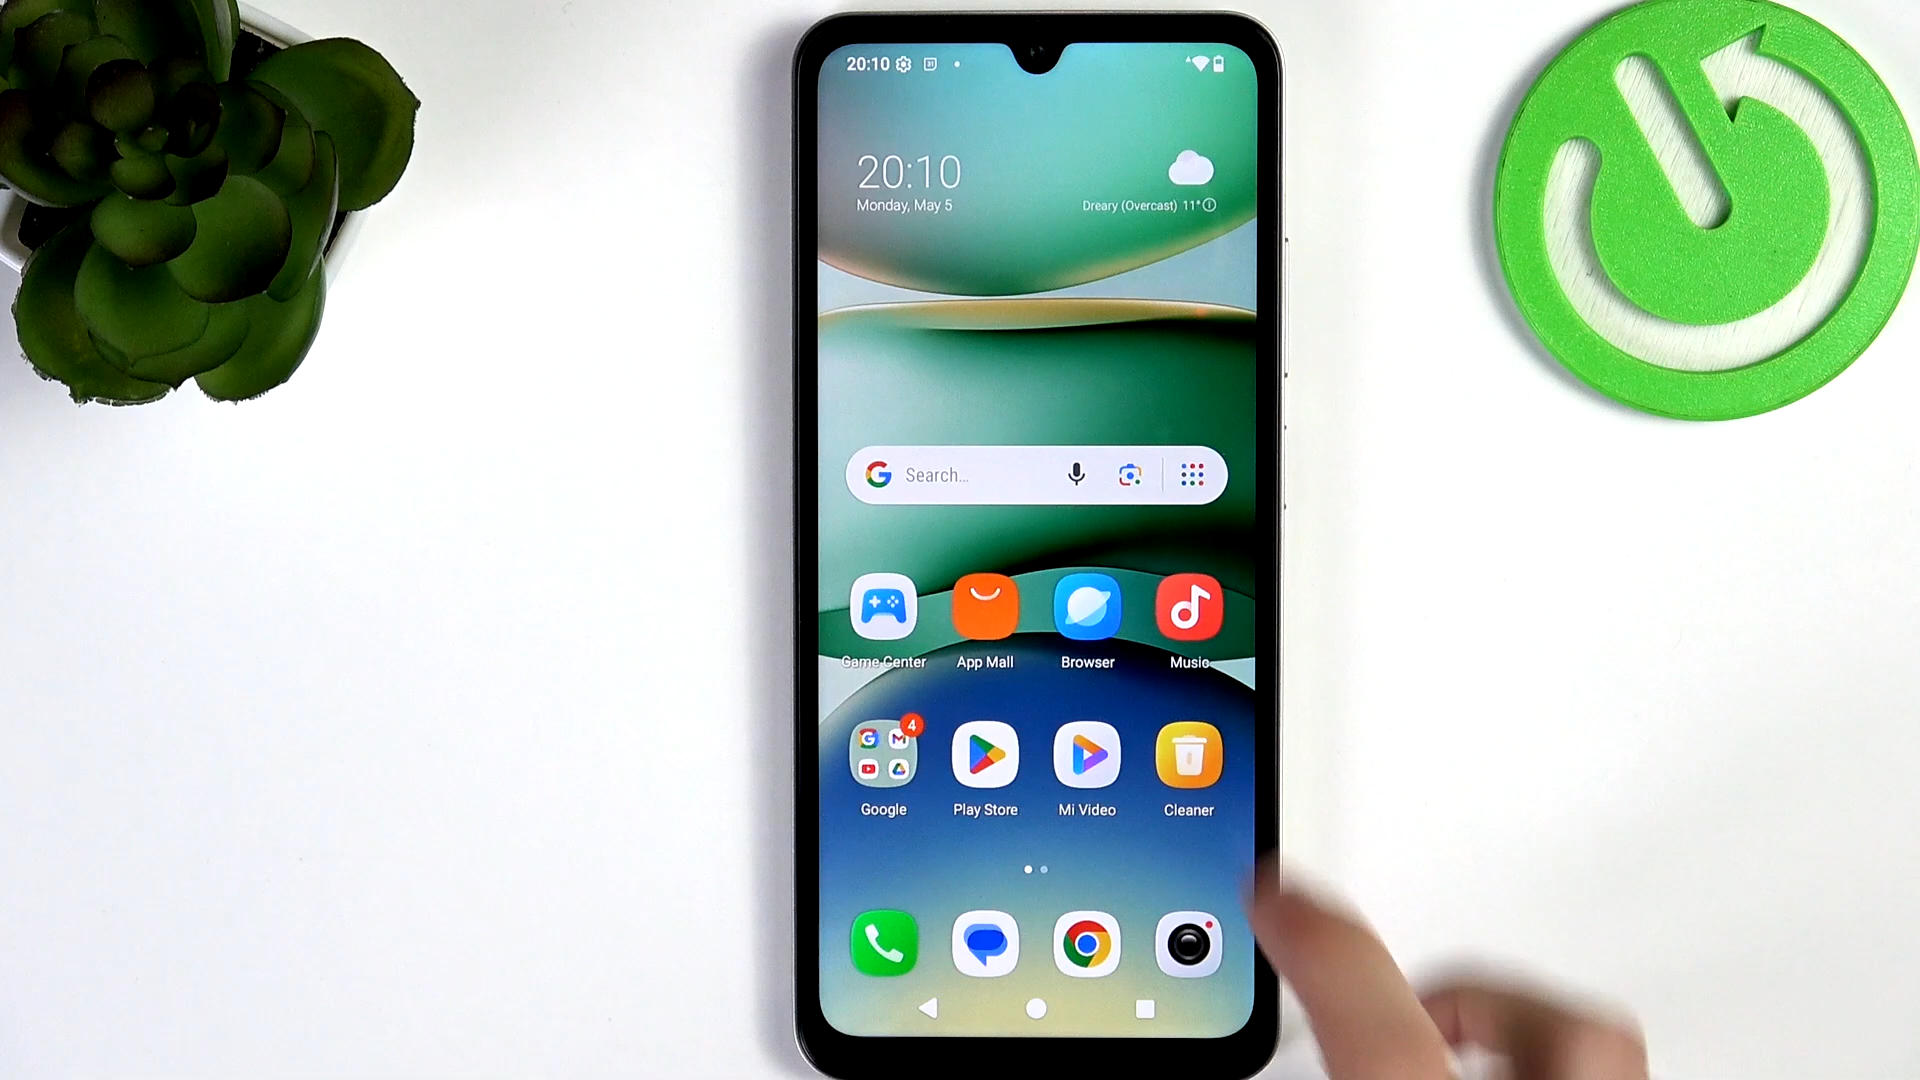 20:10
20:10
Monday, May 5
Dreary (Overcast) 11°
Search...
Game Center App Mall Browser Music
4
Google Play Store Mi Video Cleaner